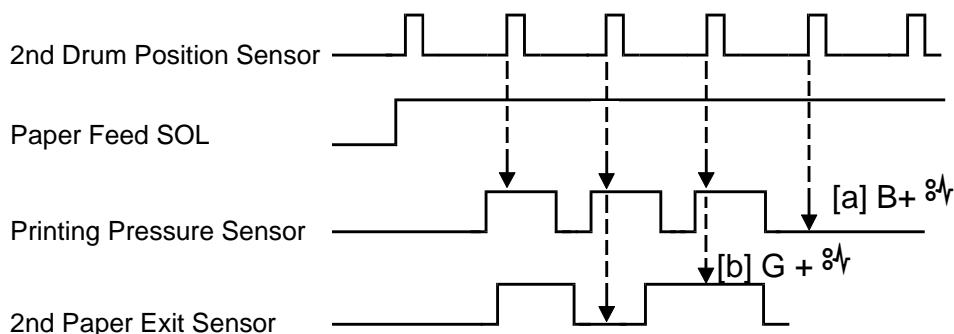 2nd Drum Position Sensor
Paper Feed SOL
[a] B+
Printing Pressure Sensor
[b] G +
2nd Paper Exit Sensor